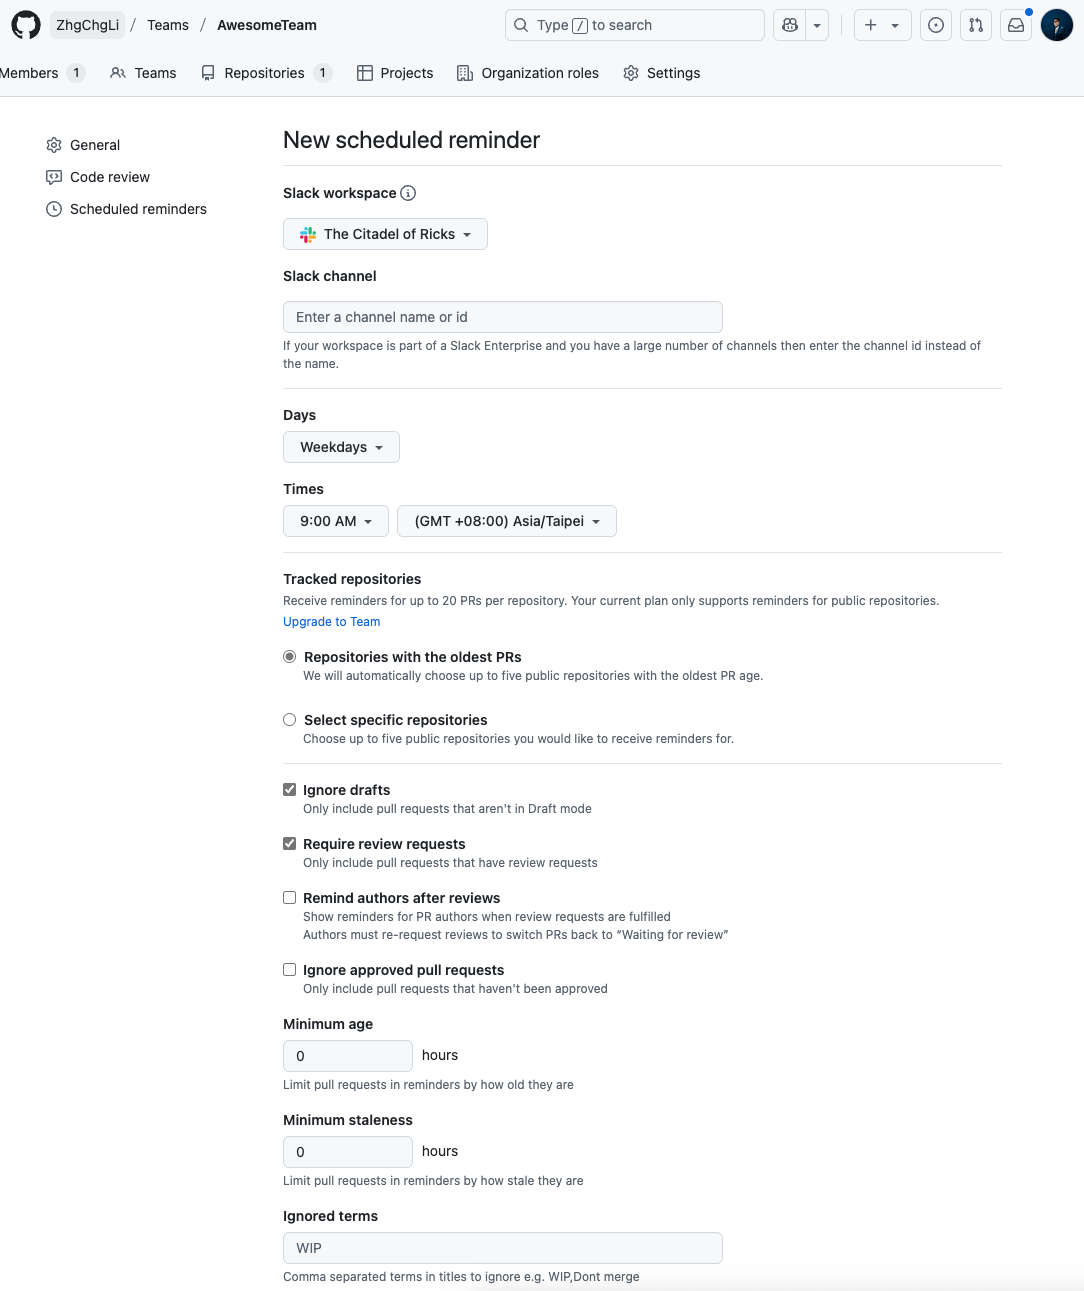 ZhgChgLi / Teams / AwesomeTeam
Type / to search
Members 1 Teams Repositories 1 Projects Organization roles Settings
General
Code review
Scheduled reminders
New scheduled reminder
Slack workspace
The Citadel of Ricks
Slack channel
Enter a channel name or id
If your workspace is part of a Slack Enterprise and you have a large number of channels then enter the channel id instead of
the name.
Days
Weekdays
Times
9:00 AM (GMT +08:00) Asia/Taipei
Tracked repositories
Receive reminders for up to 20 PRs per repository. Your current plan only supports reminders for public repositories.
Upgrade to Team
Repositories with the oldest PRs
We will automatically choose up to five public repositories with the oldest PR age.
Select specific repositories
Choose up to five public repositories you would like to receive reminders for.
Ignore drafts
Only include pull requests that aren't in Draft mode
Require review requests
Only include pull requests that have review requests
Remind authors after reviews
Show reminders for PR authors when review requests are fulfilled
Authors must re-request reviews to switch PRs back to “Waiting for review”
Ignore approved pull requests
Only include pull requests that haven't been approved
Minimum age
0 hours
Limit pull requests in reminders by how old they are
Minimum staleness
0 hours
Limit pull requests in reminders by how stale they are
Ignored terms
WIP
Comma separated terms in titles to ignore e.g. WIP,Dont merge